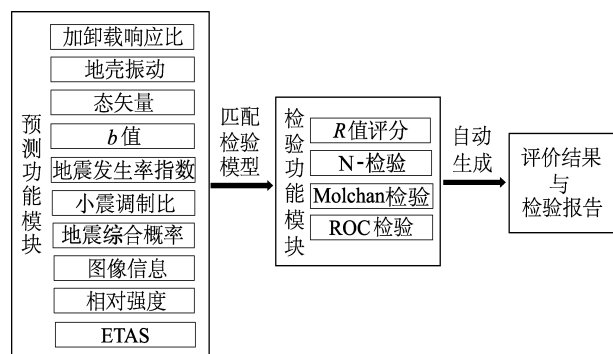 预测功能模块
加卸载响应比
地壳振动
态矢量
b值
地震发生率指数
小震调制比
地震综合概率
图像信息
相对强度
ETAS
匹配
检验
模型
检验功能模块
R值评分
N-检验
Molchan检验
ROC检验
自动
生成
评价结果
与
检验报告